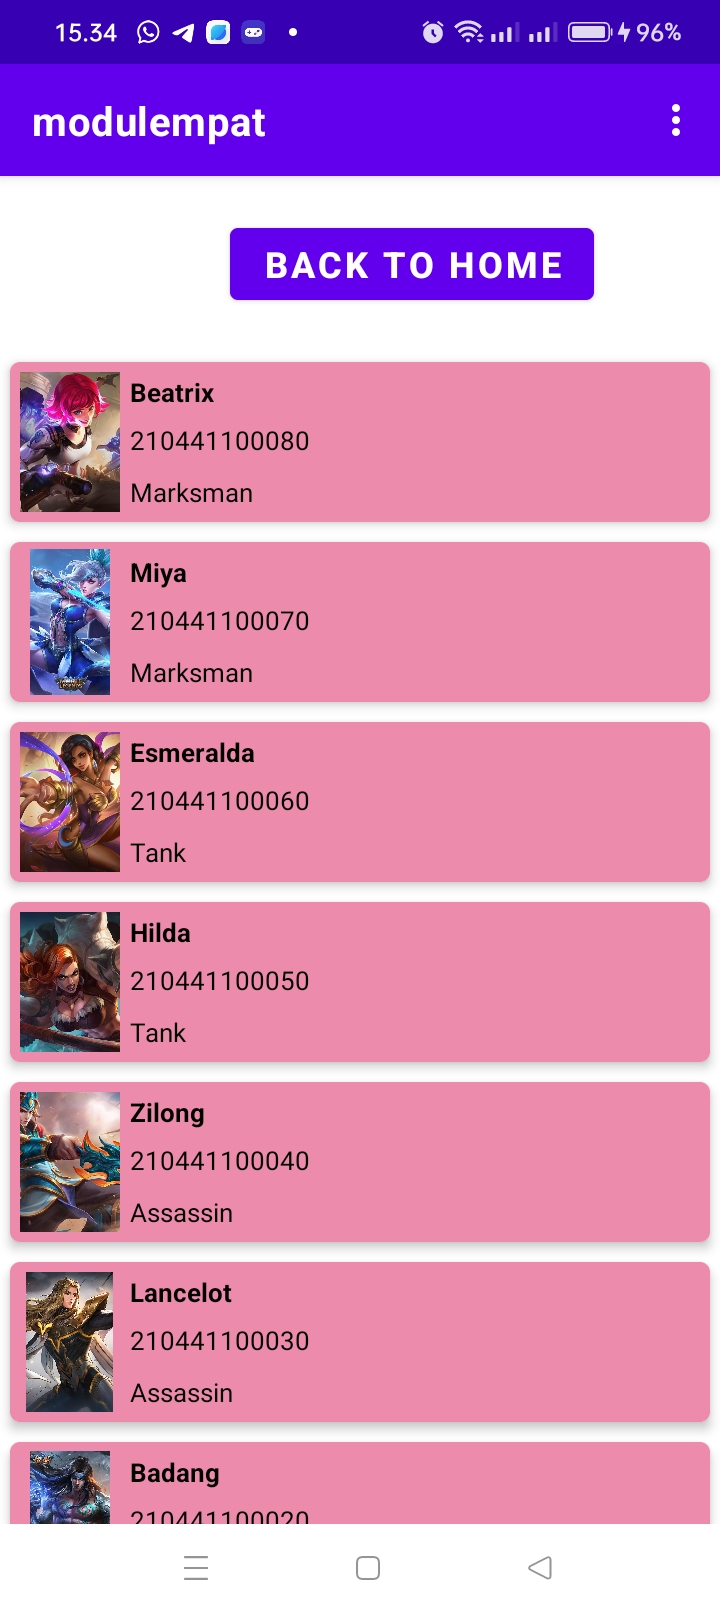 15.34
96%
modulempat
BACK TO HOME
Beatrix
210441100080
Marksman
Miya
210441100070
Marksman
Esmeralda
210441100060
Tank
Hilda
210441100050
Tank
Zilong
210441100040
Assassin
Lancelot
210441100030
Assassin
Badang
210441100020